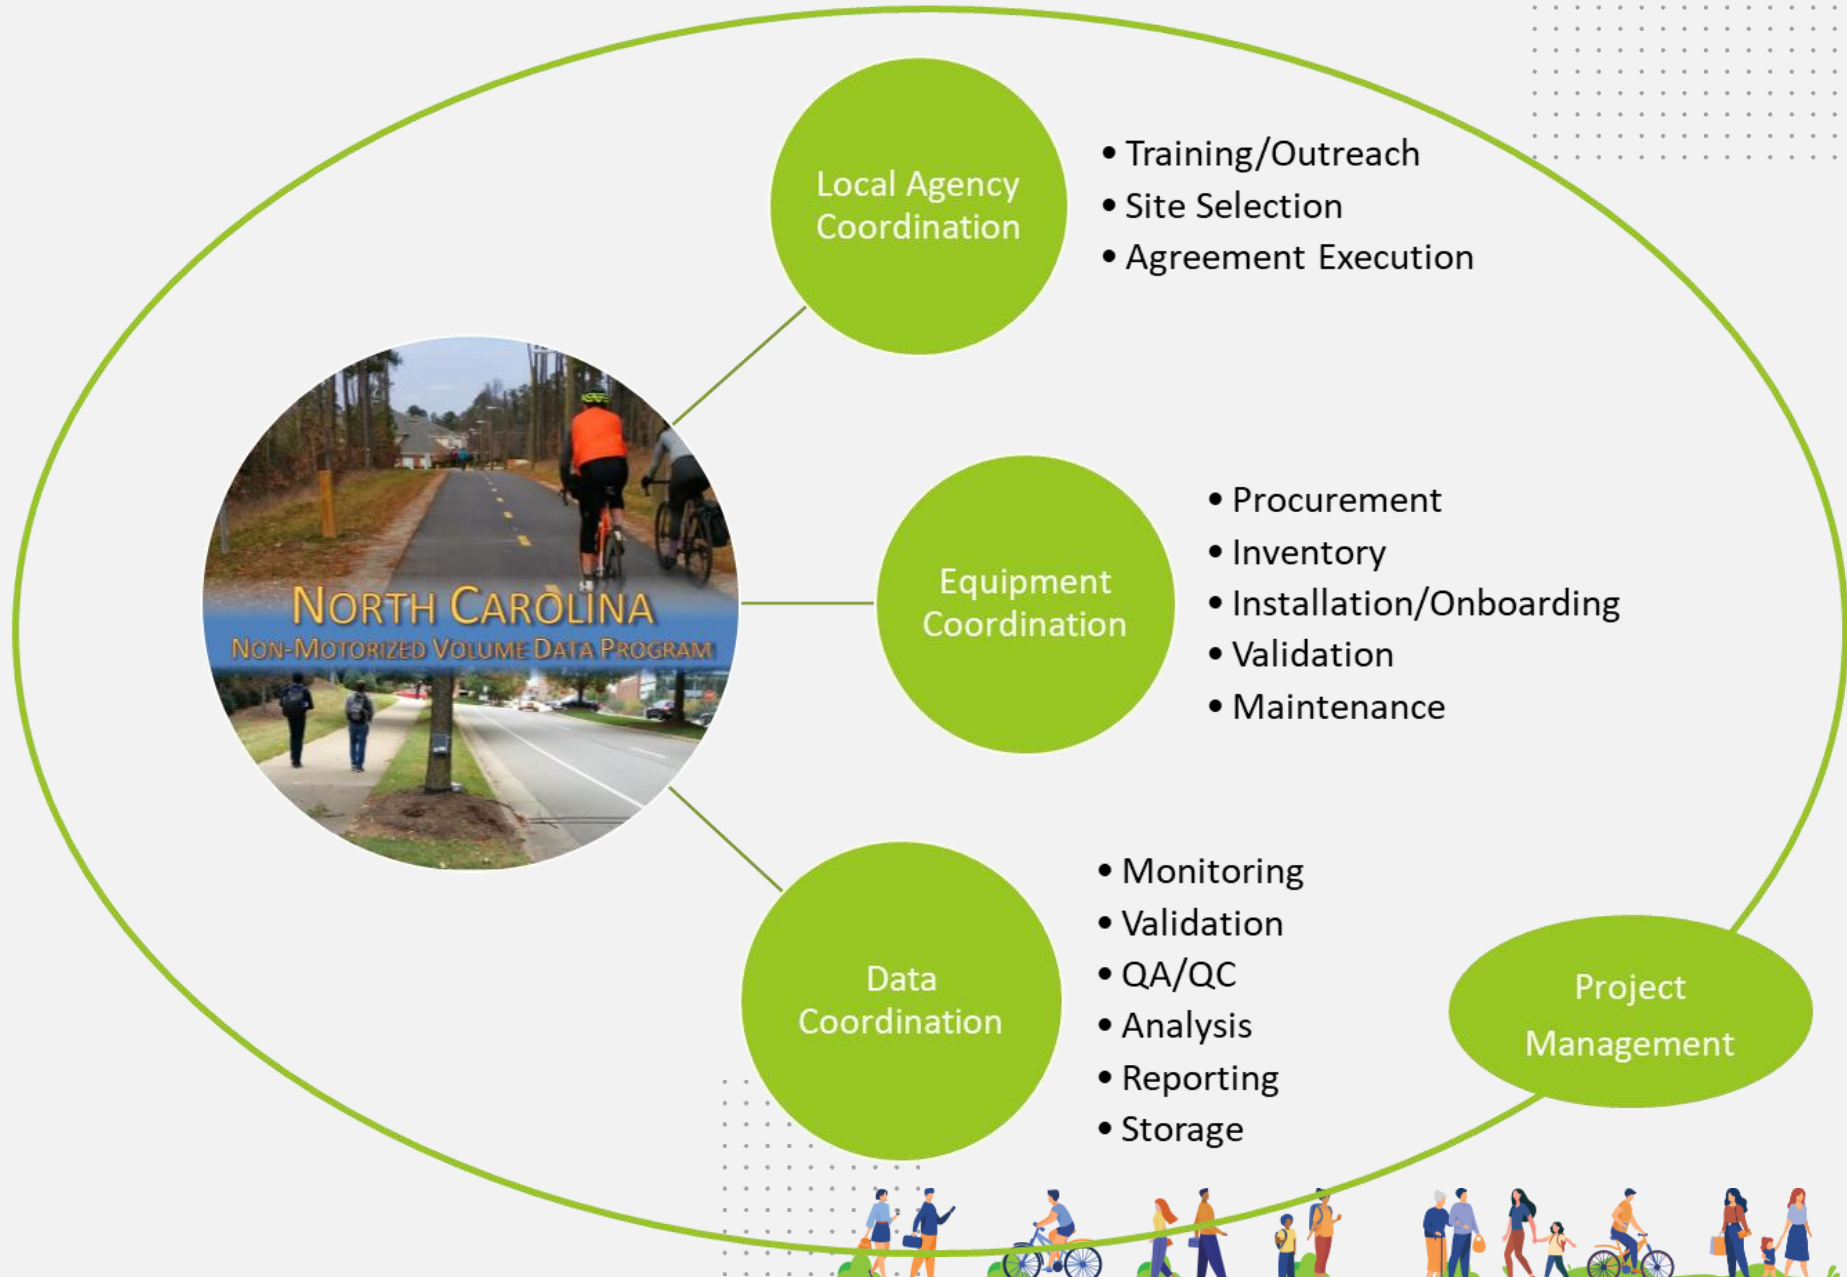 Local Agency
Coordination
• Training/Outreach
• Site Selection
• Agreement Execution
NORTH CAROLINA
NON-MOTORIZED VOLUME DATA PROGRAM
Equipment
Coordination
• Procurement
• Inventory
• Installation/Onboarding
• Validation
• Maintenance
Data
Coordination
• Monitoring
• Validation
• QA/QC
• Analysis
• Reporting
• Storage
Project
Management